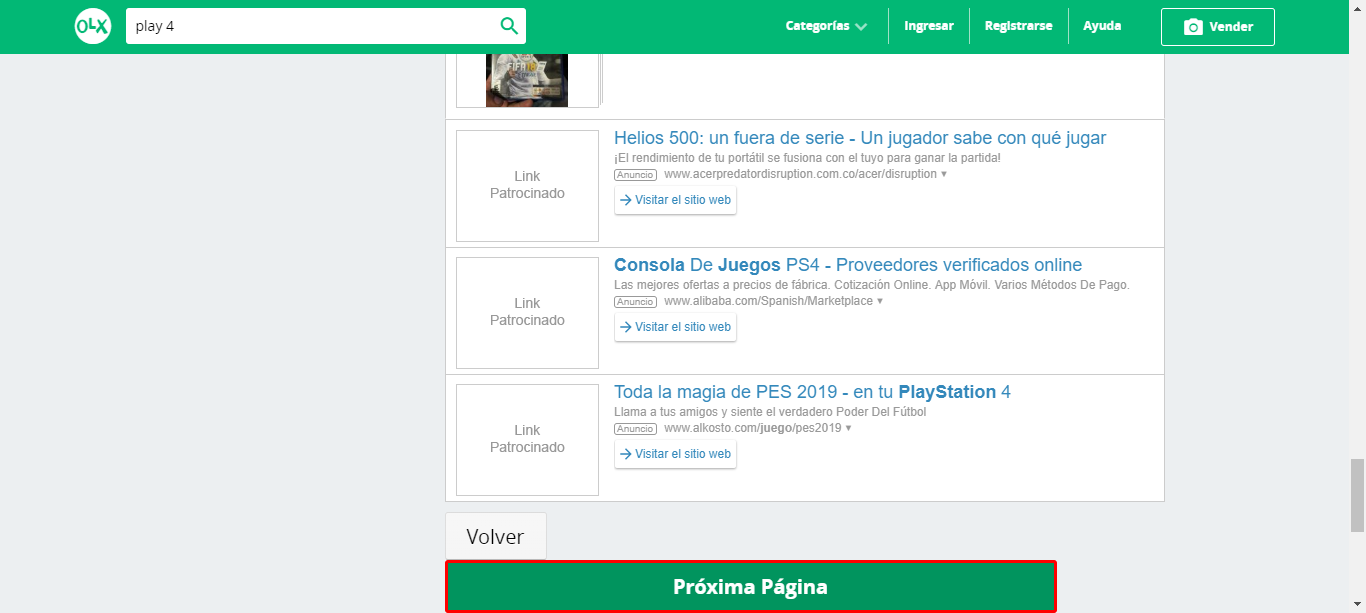 OLX play 4 Categorías Ingresar Registrarse Ayuda Vender
FIFA 18
Helios 500: un fuera de serie - Un jugador sabe con qué jugar
¡El rendimiento de tu portátil se fusiona con el tuyo para ganar la partida!
Anuncio www.acerpredatordisruption.com.co/acer/disruption ▾
Link
Patrocinado
→ Visitar el sitio web
Consola De Juegos PS4 - Proveedores verificados online
Las mejores ofertas a precios de fábrica. Cotización Online. App Móvil. Varios Métodos De Pago.
Anuncio www.alibaba.com/Spanish/Marketplace ▾
Link
Patrocinado
→ Visitar el sitio web
Toda la magia de PES 2019 - en tu PlayStation 4
Llama a tus amigos y siente el verdadero Poder Del Fútbol
Anuncio www.alkosto.com/juego/pes2019 ▾
Link
Patrocinado
→ Visitar el sitio web
Volver
Próxima Página